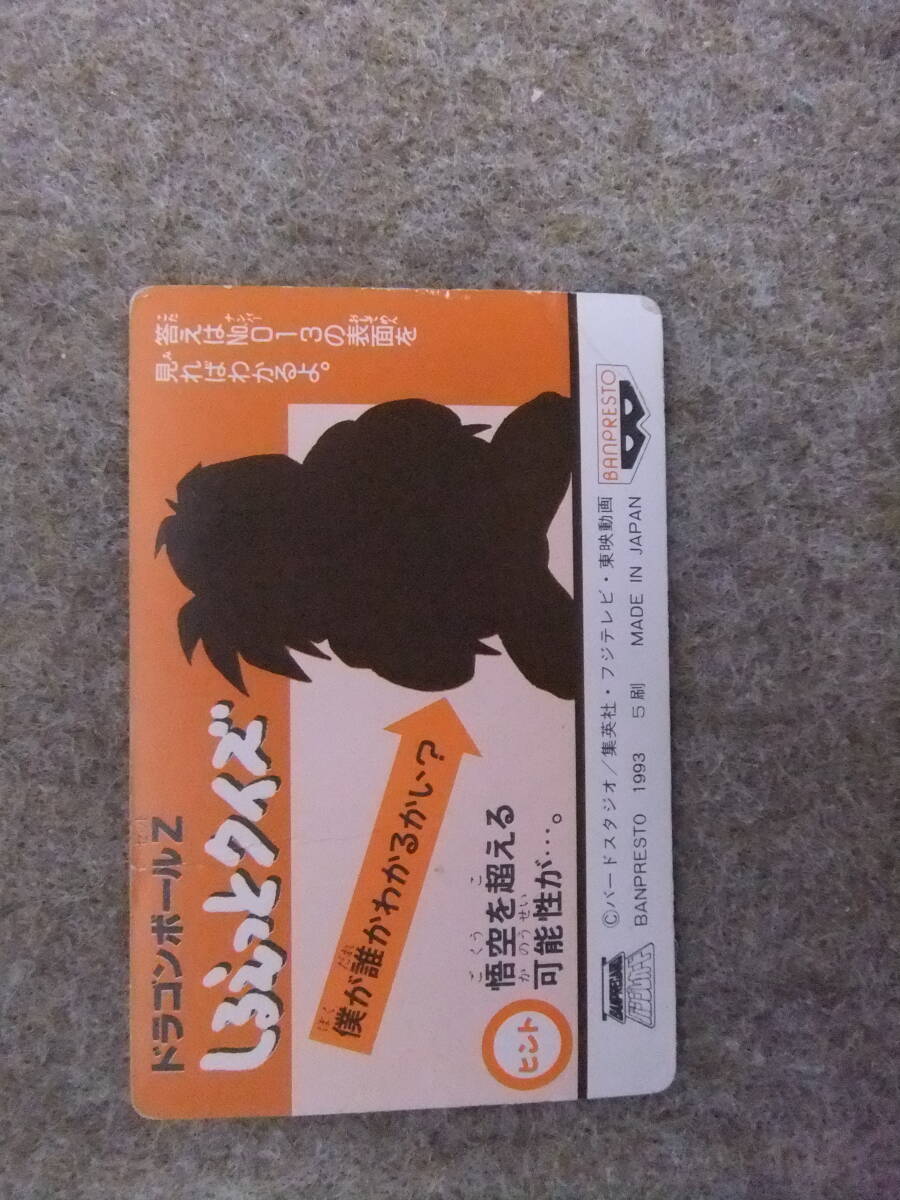 ドラゴンボールZ
しるえっとクイズ
答えはNo.013の表面を
見ればわかるよ。
僕が誰かわかるかい?
ヒント
悟空を超える
可能性が…。
©バードスタジオ/集英社・フジテレビ・東映動画
BANPRESTO 1993 5刷 MADE IN JAPAN
BANPRESTO